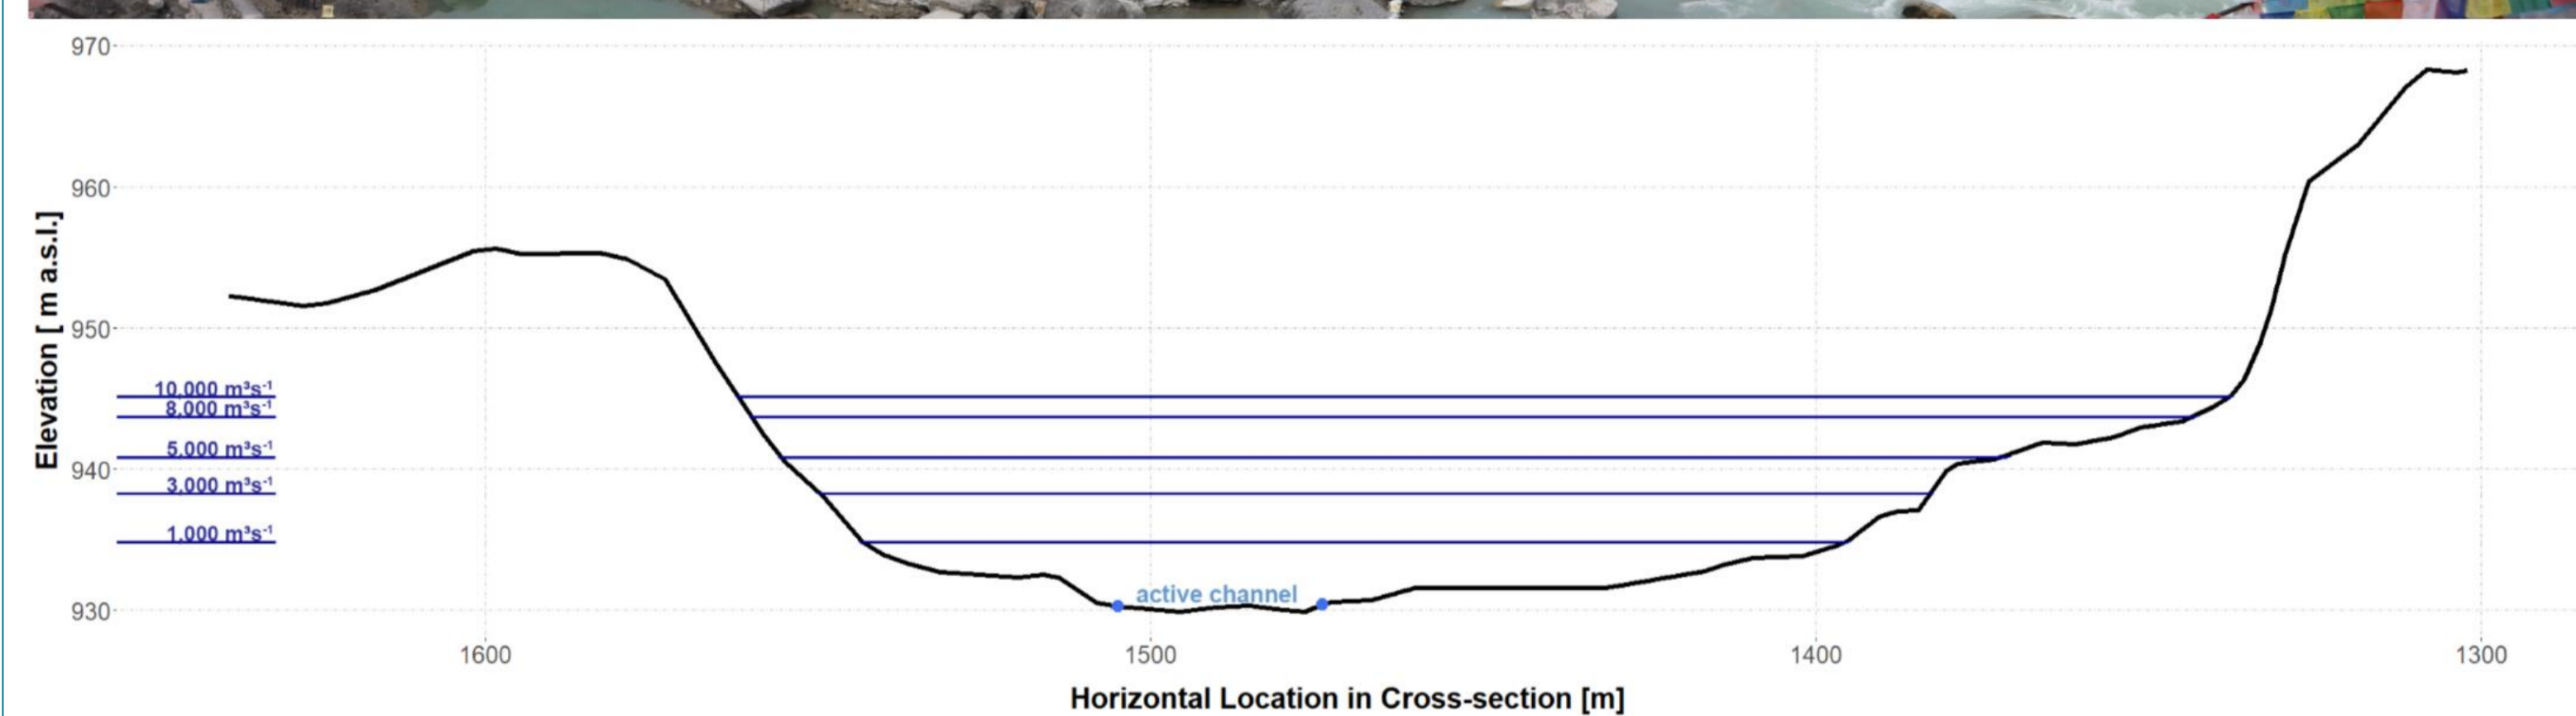 970
960
950
940
930
Elevation [ m a.s.l.]
10,000 m³s⁻¹
8,000 m³s⁻¹
5,000 m³s⁻¹
3,000 m³s⁻¹
1,000 m³s⁻¹
active channel
1600 1500 1400 1300
Horizontal Location in Cross-section [m]